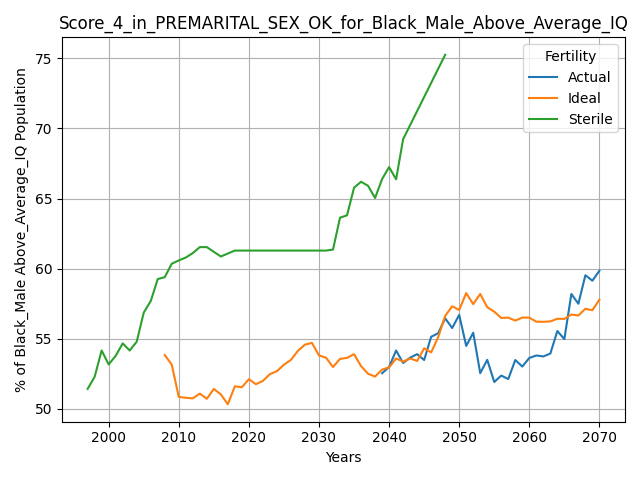 Score_4_in_PREMARITAL_SEX_OK_for_Black_Male_Above_Average_IQ
% of Black_Male Above_Average_IQ Population
75
70
65
60
55
50
Fertility
Actual
Ideal
Sterile
2000 2010 2020 2030 2040 2050 2060 2070
Years